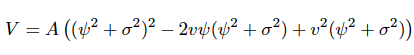 V = A ((ψ² + σ²)² − 2vψ(ψ² + σ²) + v²(ψ² + σ²))